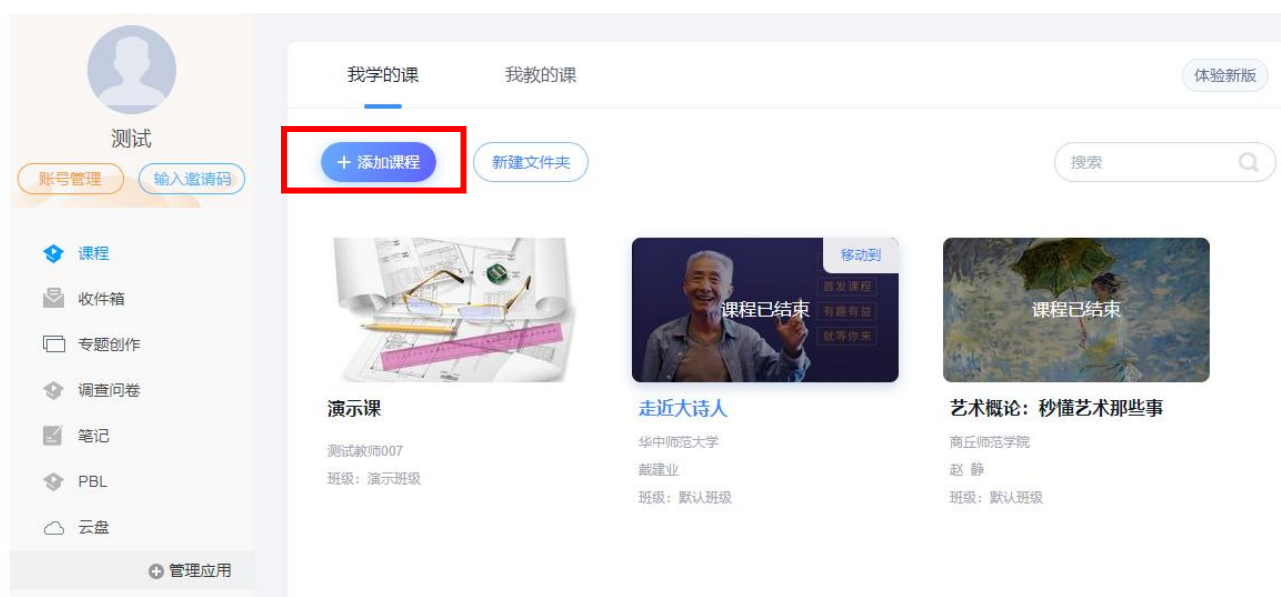 测试
账号管理
输入邀请码
课程
收件箱
专题创作
调查问卷
笔记
PBL
云盘
管理应用
我学的课
我教的课
体验新版
+ 添加课程
新建文件夹
搜索
演示课
测试教师007
班级：演示班级
移动到
首发课程
有趣有益
就等你来
课程已结束
走近大诗人
华中师范大学
戴建业
班级：默认班级
课程已结束
艺术概论：秒懂艺术那些事
商丘师范学院
赵 静
班级：默认班级